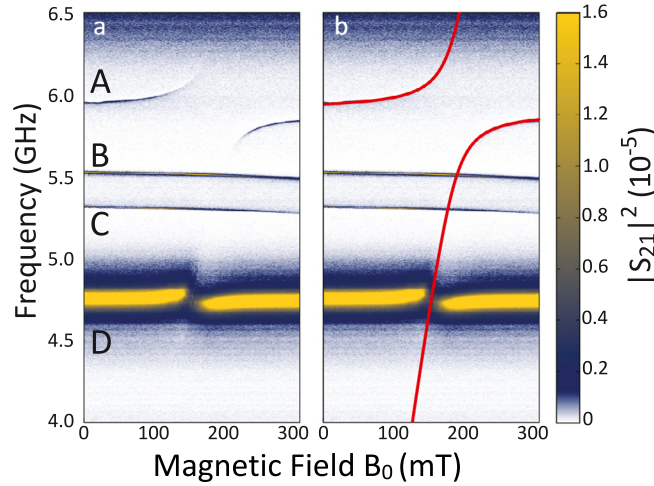 a
b
A
B
C
D
6.5
6.0
5.5
5.0
4.5
4.0
Frequency (GHz)
0
100
200
300
0
100
200
300
Magnetic Field B₀ (mT)
1.6
1.4
1.2
1.0
0.8
0.6
0.4
0.2
0
|S₂₁|² (10⁻⁵)